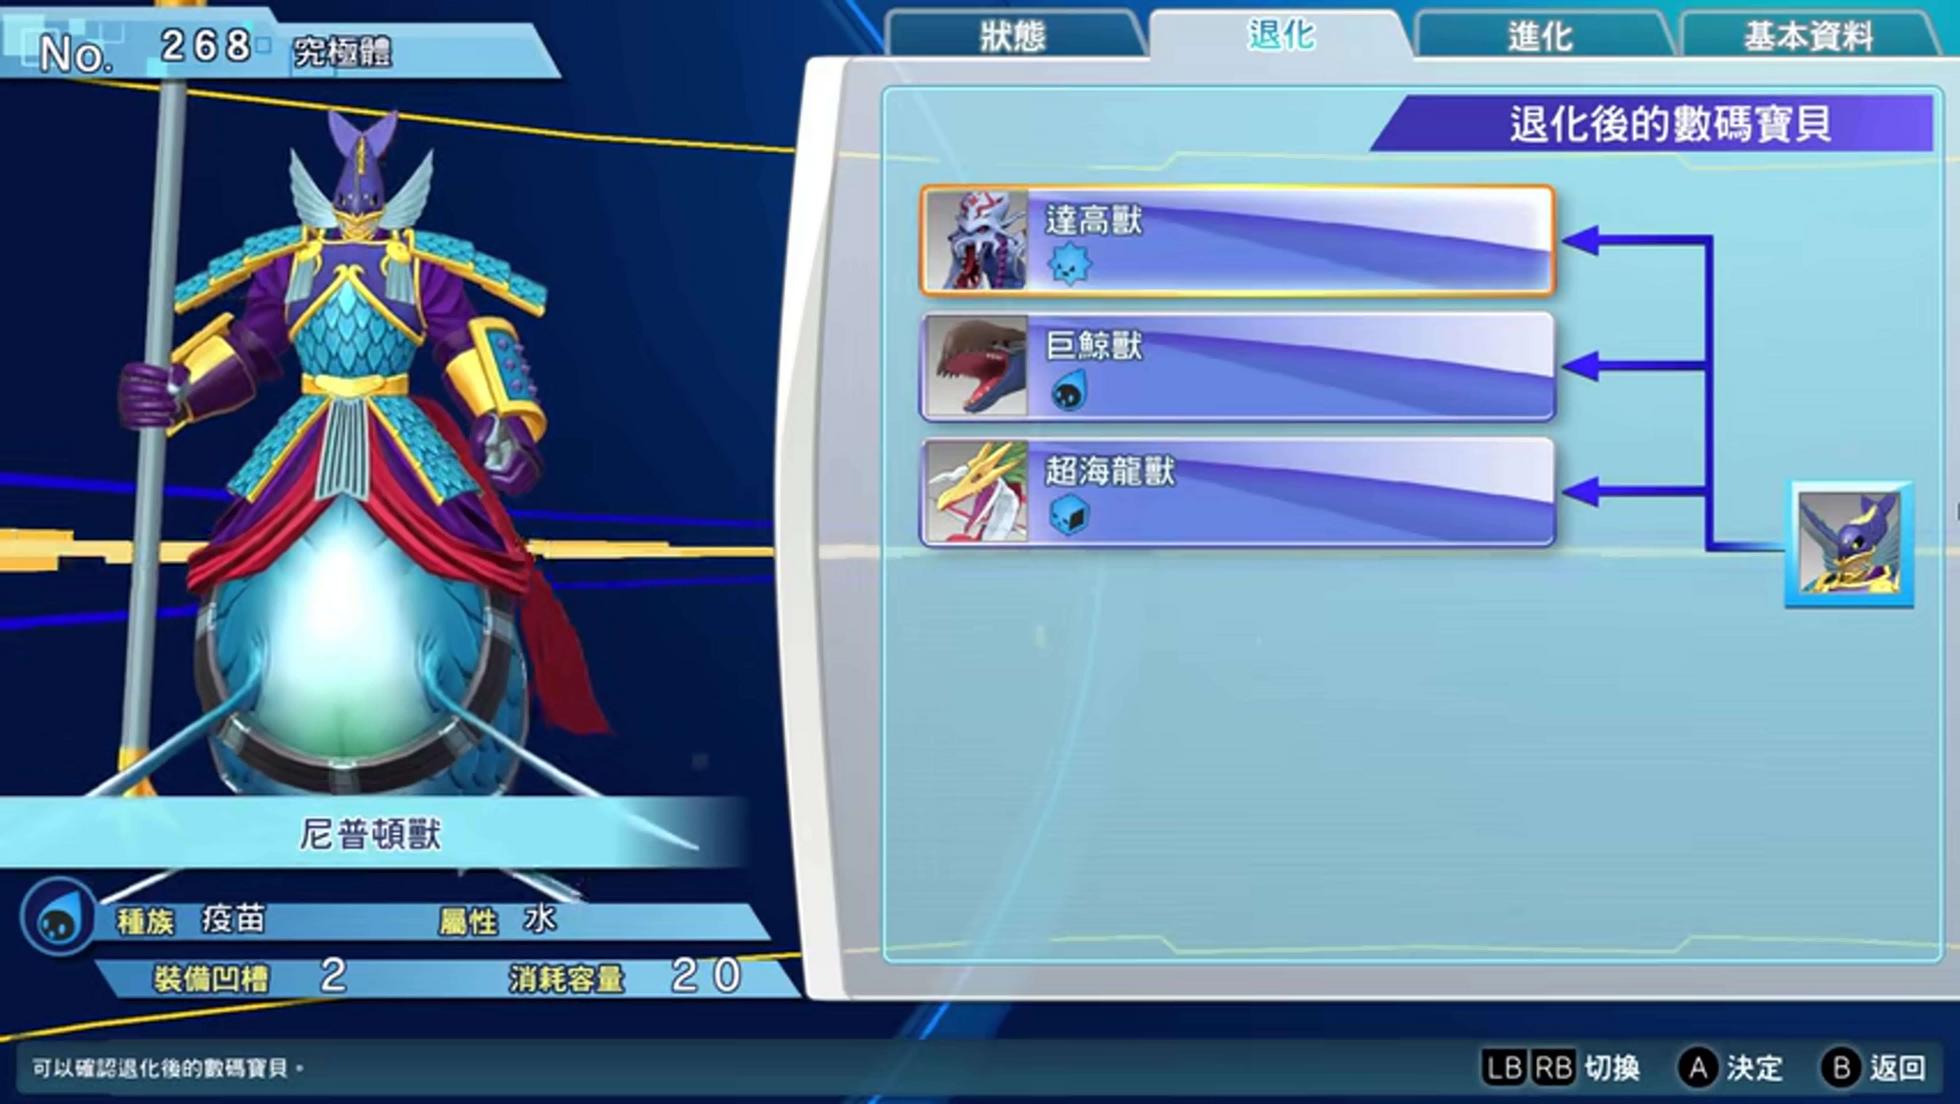 No. 268 究極體
狀態 退化 進化 基本資料
退化後的數碼寶貝
達高獸
巨鯨獸
超海龍獸
尼普頓獸
種族 疫苗 屬性 水
裝備凹槽 2 消耗容量 20
可以確認退化後的數碼寶貝。
LB RB 切換 A 決定 B 返回